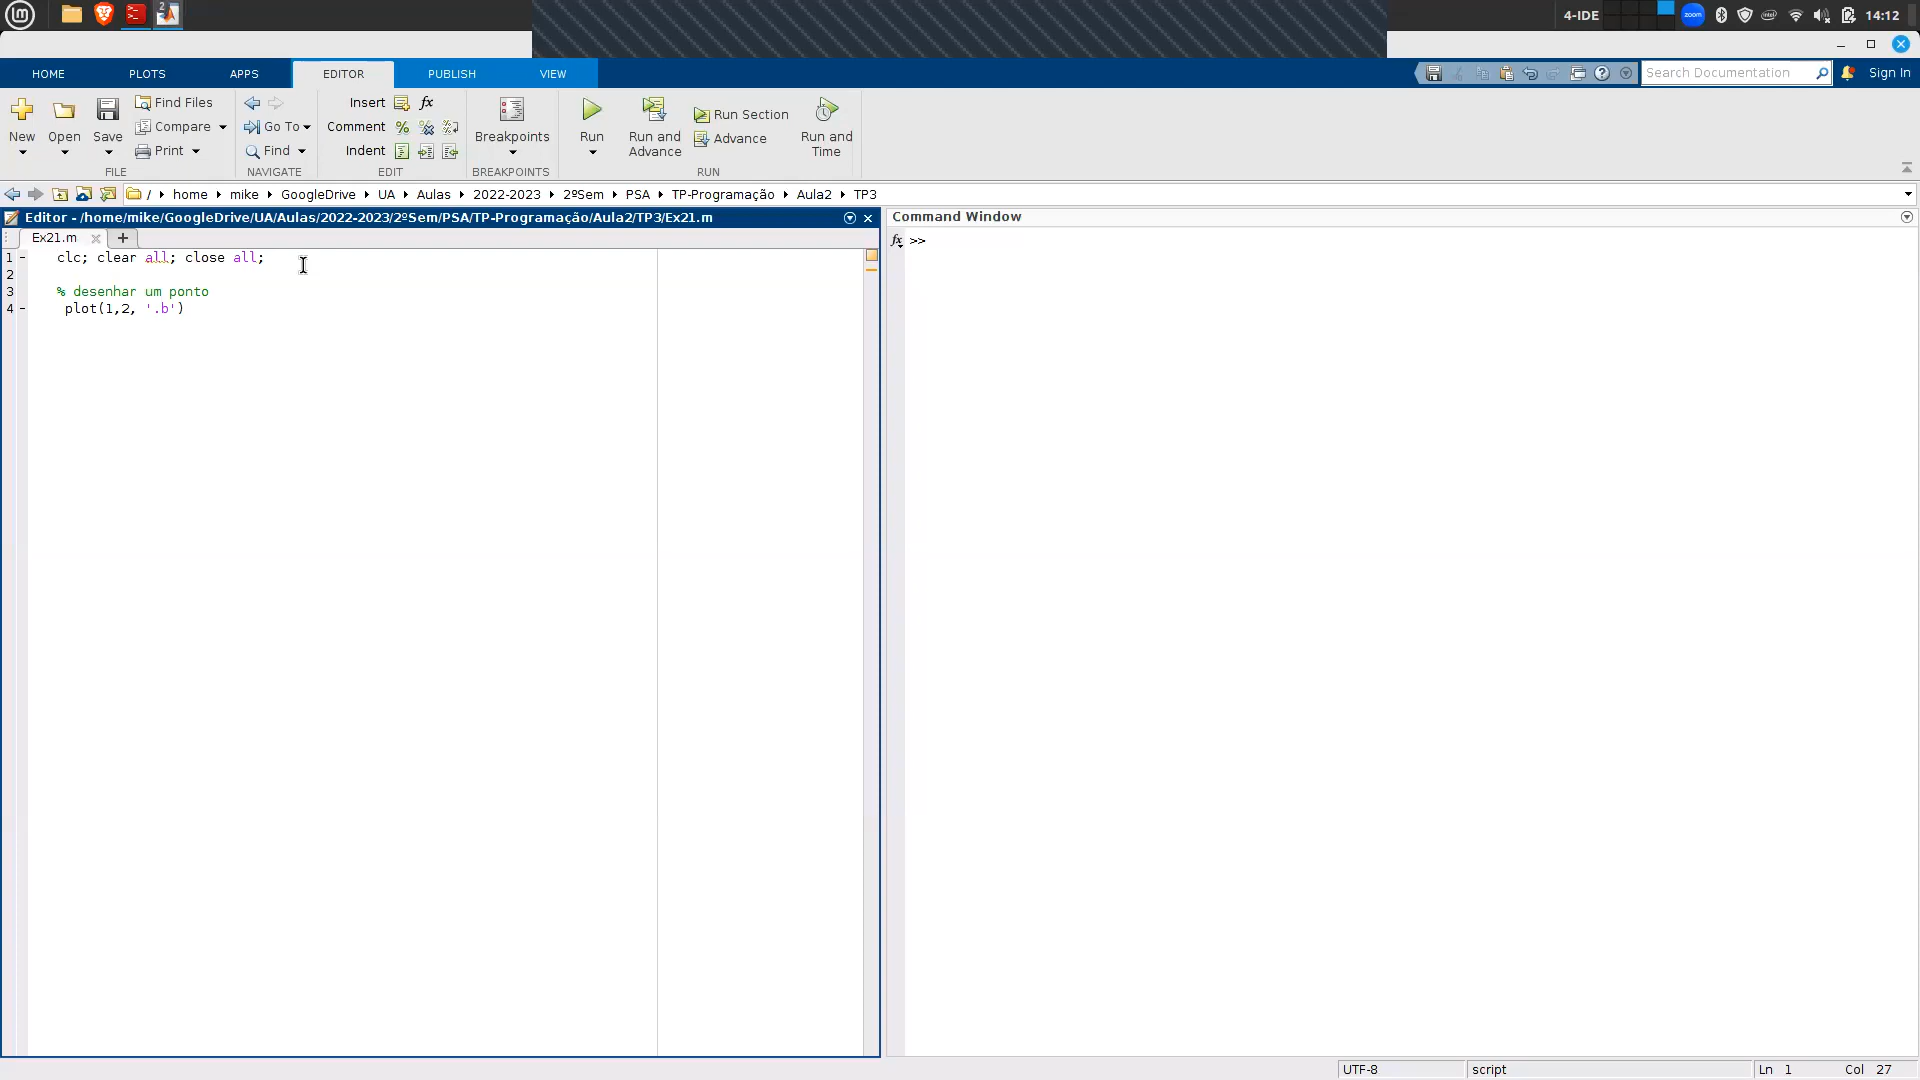 2
4-IDE
zoom
14:12
HOME
PLOTS
APPS
EDITOR
PUBLISH
VIEW
Search Documentation
Sign In
New
Open
Save
Find Files
Compare
Print
Go To
Find
Insert
fx
Comment
Indent
Breakpoints
Run
Run and
Advance
Run Section
Advance
Run and
Time
FILE
NAVIGATE
EDIT
BREAKPOINTS
RUN
/ home mike GoogleDrive UA Aulas 2022-2023 2ºSem PSA TP-Programação Aula2 TP3
Editor - /home/mike/GoogleDrive/UA/Aulas/2022-2023/2ºSem/PSA/TP-Programação/Aula2/TP3/Ex21.m
Ex21.m
1 - clc; clear all; close all;
2
3 % desenhar um ponto
4 - plot(1,2, '.b')
Command Window
fx >>
UTF-8
script
Ln 1
Col 27